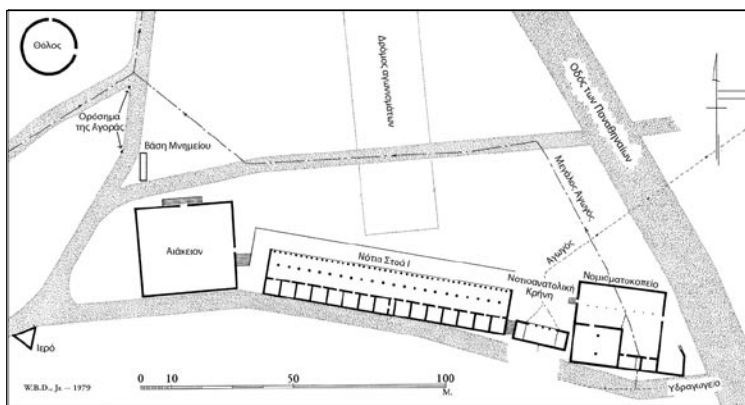 Θόλος
Ορόσημα
της Αγοράς
Βάση Μνημείου
Δρόμος αγωνισμάτων
Οδός των Παναθηναίων
Μεγάλος Αγωγός
Αγωγός
Αιάκειον
Νότια Στοά Ι
Νοτιοανατολική
Κρήνη
Νομισματοκοπείο
Ιερό
Υδραγωγείο
0 10 50 100
M.
W.B.D., Jr. – 1979